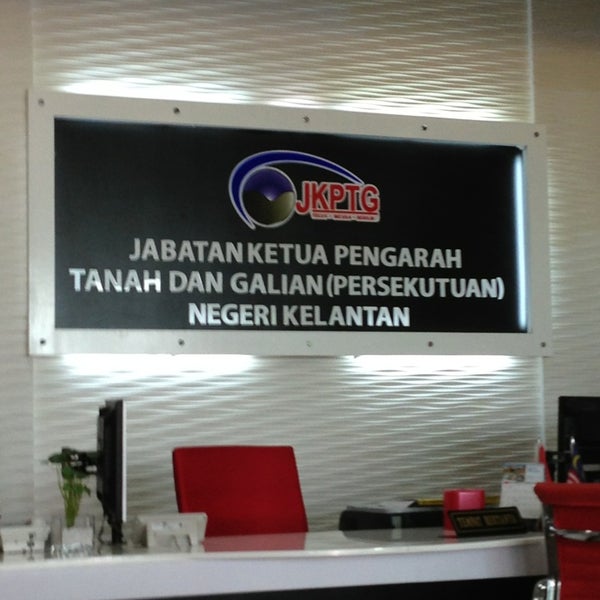 JKPTG
JABATAN KETUA PENGARAH
TANAH DAN GALIAN (PERSEKUTUAN)
NEGERI KELANTAN